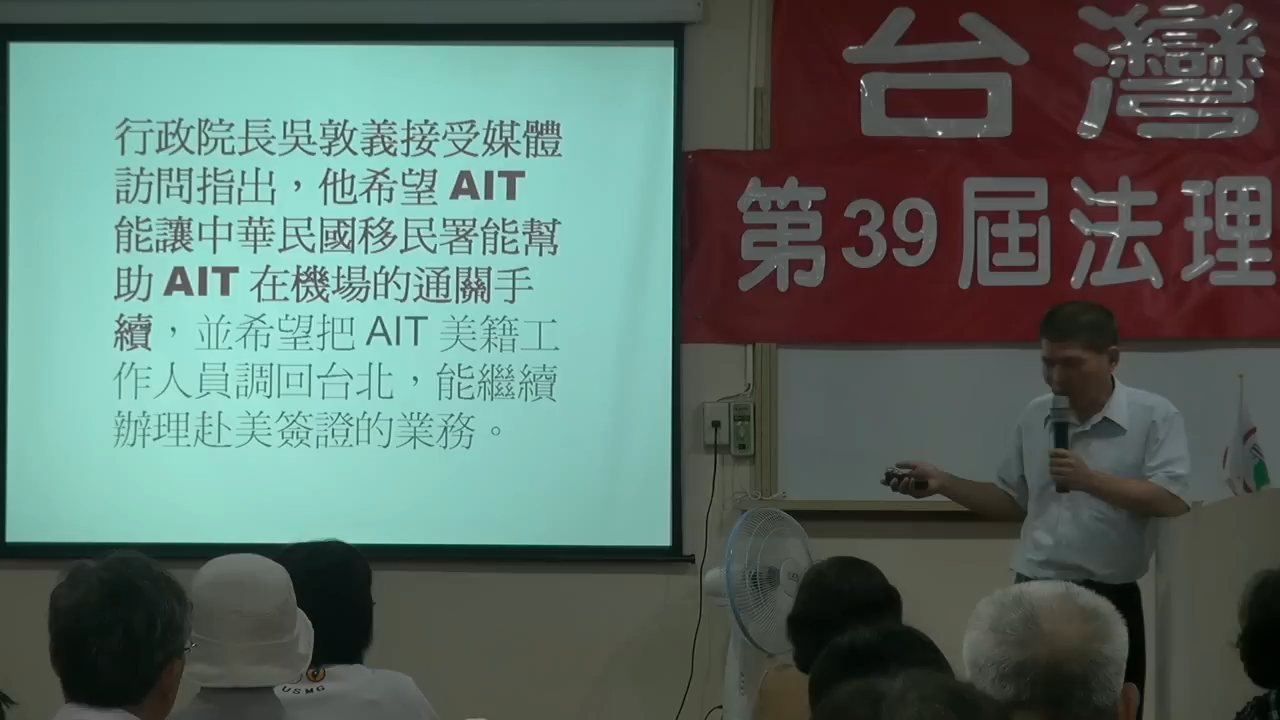 行政院長吳敦義接受媒體
訪問指出，他希望 AIT
能讓中華民國移民署能幫
助 AIT 在機場的通關手
續，並希望把 AIT 美籍工
作人員調回台北，能繼續
辦理赴美簽證的業務。
台灣
第39屆法理
USMG